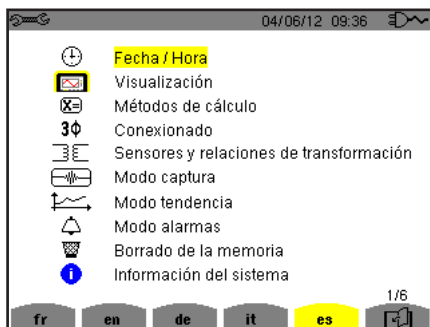 04/06/12 09:36
Fecha / Hora
Visualización
X= Métodos de cálculo
3ϕ Conexionado
Sensores y relaciones de transformación
Modo captura
Modo tendencia
Modo alarmas
Borrado de la memoria
i Información del sistema
1/6
fr en de it es